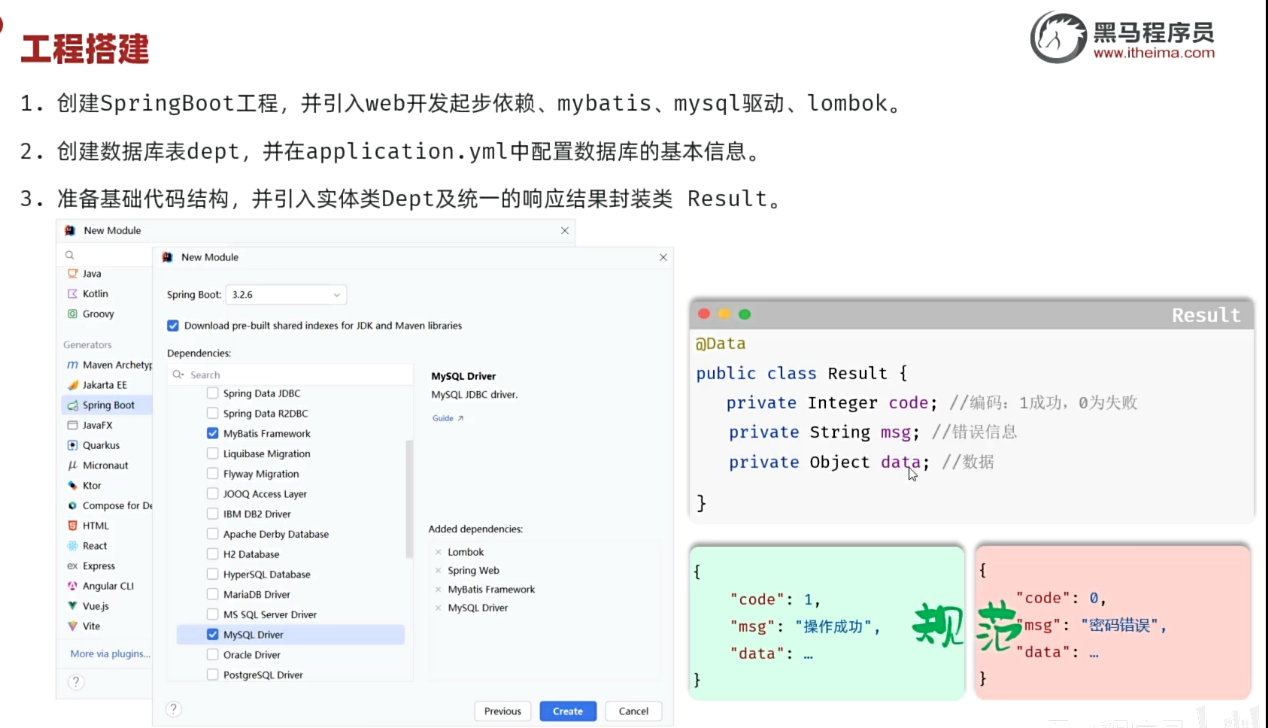 工程搭建
黑马程序员
www.itheima.com
1. 创建SpringBoot工程，并引入web开发起步依赖、mybatis、mysql驱动、lombok。
2. 创建数据库表dept，并在application.yml中配置数据库的基本信息。
3. 准备基础代码结构，并引入实体类Dept及统一的响应结果封装类 Result。
New Module
Java
Kotlin
Groovy
Generators
Maven Archetyp
Jakarta EE
Spring Boot
JavaFX
Quarkus
Micronaut
Ktor
Compose for De
HTML
React
Express
Angular CLI
Vue.js
Vite
More via plugins...
?
New Module
Spring Boot: 3.2.6
Download pre-built shared indexes for JDK and Maven libraries
Dependencies:
Search
Spring Data JDBC
Spring Data R2DBC
MyBatis Framework
Liquibase Migration
Flyway Migration
JOOQ Access Layer
IBM DB2 Driver
Apache Derby Database
H2 Database
HyperSQL Database
MariaDB Driver
MS SQL Server Driver
MySQL Driver
Oracle Driver
PostgreSQL Driver
MySQL Driver
MySQL JDBC driver.
Guide ↗
Added dependencies:
× Lombok
× Spring Web
× MyBatis Framework
× MySQL Driver
?
Previous
Create
Cancel
Result
@Data
public class Result {
private Integer code; //编码：1成功，0为失败
private String msg; //错误信息
private Object data; //数据
}
{
"code": 1,
"msg": "操作成功",
"data": …
}
规范
{
"code": 0,
"msg": "密码错误",
"data": …
}